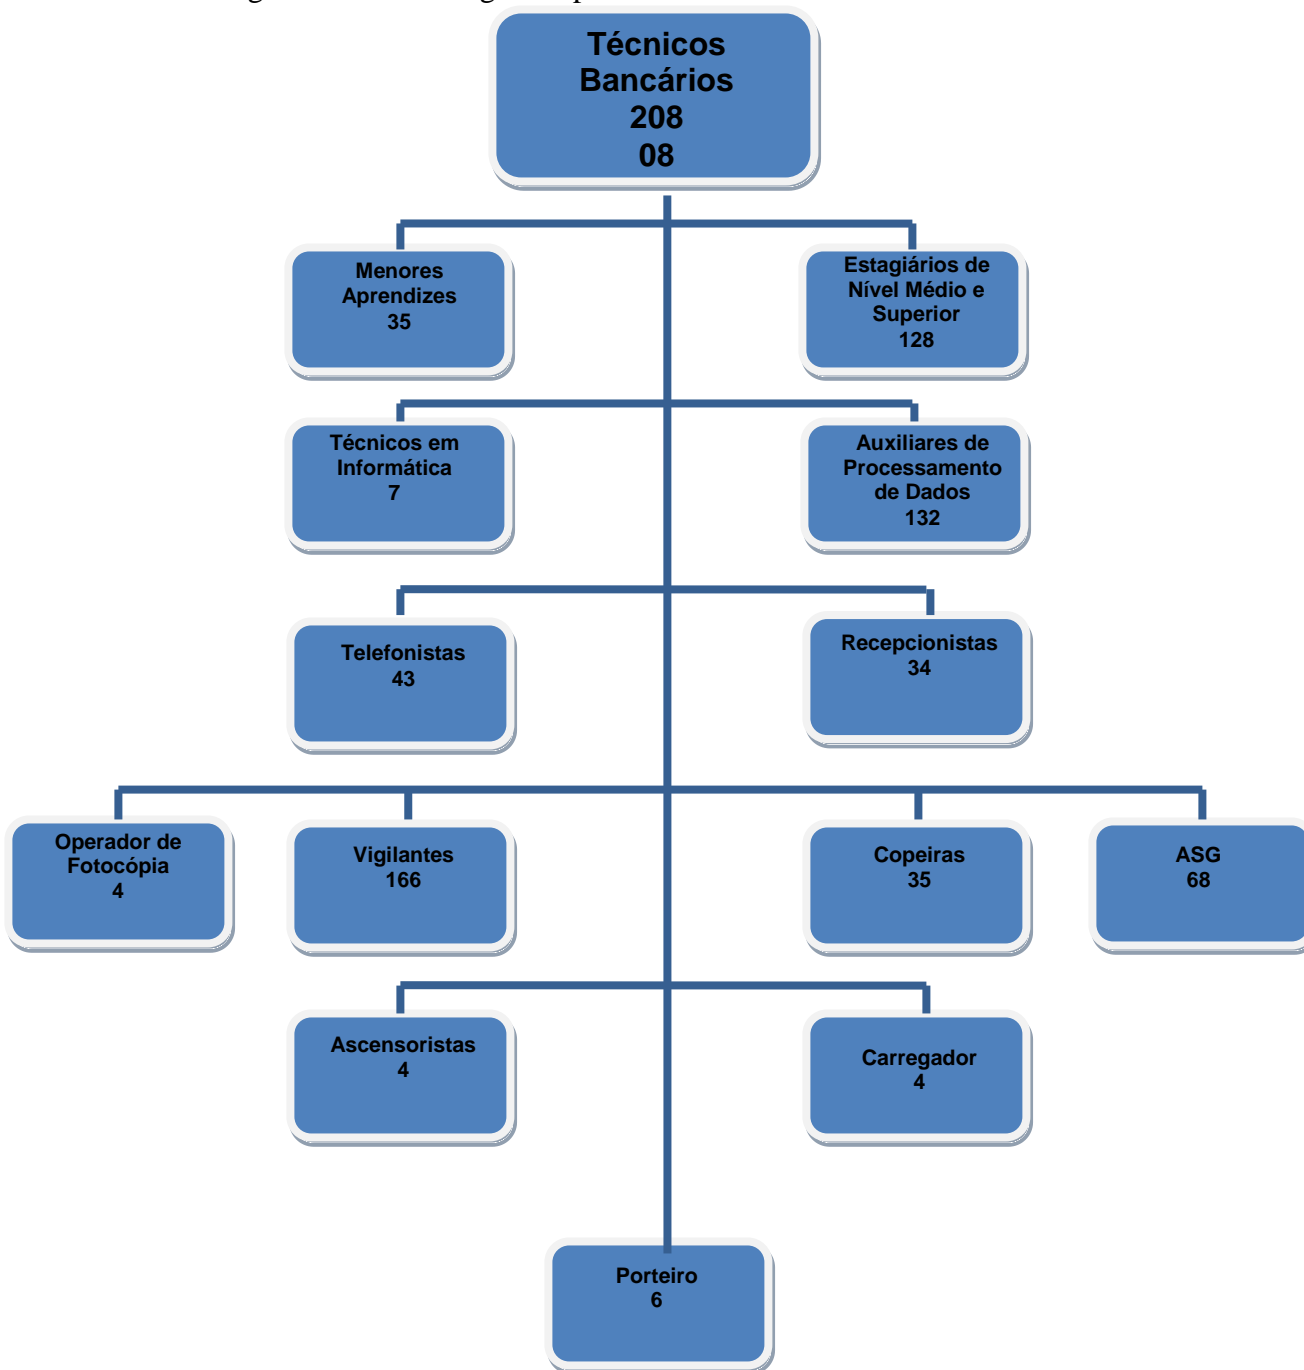 Técnicos
Bancários
208
08
Menores
Aprendizes
35
Estagiários de
Nível Médio e
Superior
128
Técnicos em
Informática
7
Auxiliares de
Processamento
de Dados
132
Telefonistas
43
Recepcionistas
34
Operador de
Fotocópia
4
Vigilantes
166
Copeiras
35
ASG
68
Ascensoristas
4
Carregador
4
Porteiro
6